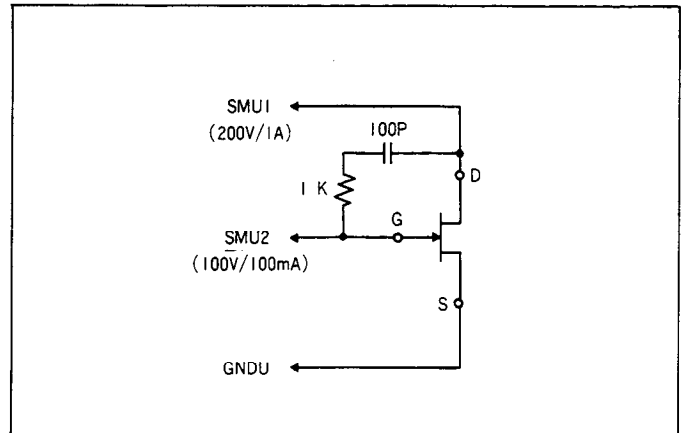 SMU1
(200V/1A)
100P
D
1 K
G
SMU2
(100V/100mA)
S
GNDU